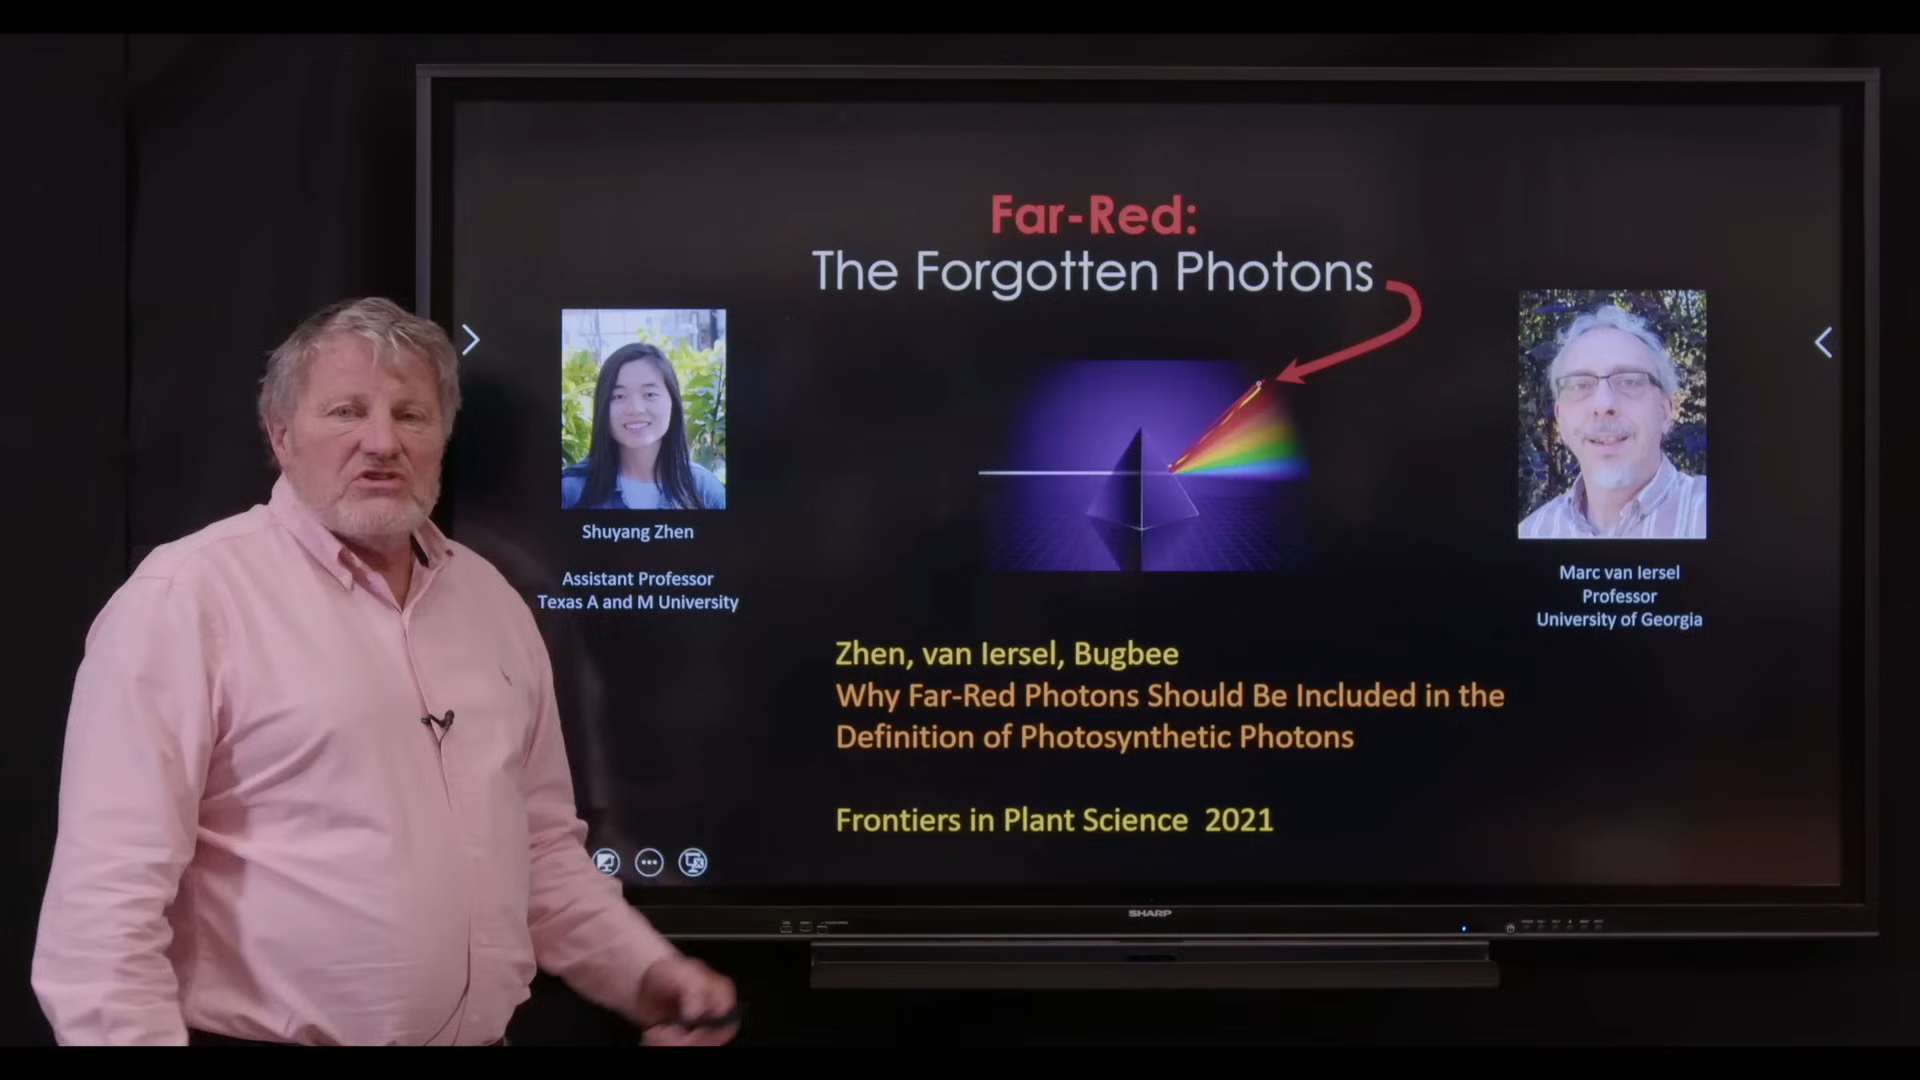 Far-Red:
The Forgotten Photons
Shuyang Zhen
Assistant Professor
Texas A and M University
Marc van Iersel
Professor
University of Georgia
Zhen, van Iersel, Bugbee
Why Far-Red Photons Should Be Included in the
Definition of Photosynthetic Photons
Frontiers in Plant Science 2021
SHARP